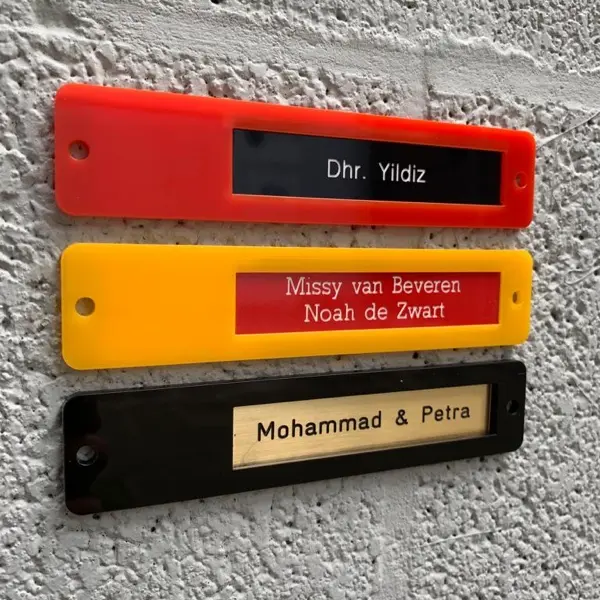 Dhr. Yildiz
Missy van Beveren
Noah de Zwart
Mohammad & Petra